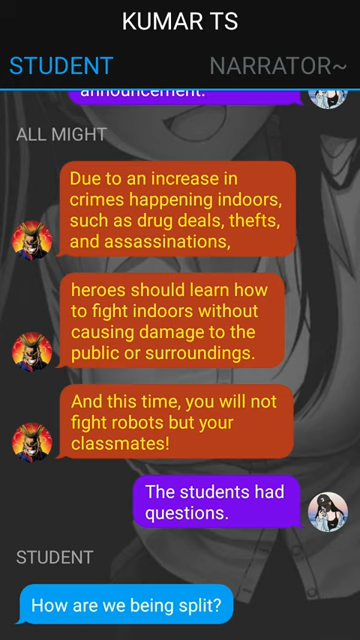 KUMAR TS
STUDENT
NARRATOR~
announcement.
ALL MIGHT
Due to an increase in
crimes happening indoors,
such as drug deals, thefts,
and assassinations,
heroes should learn how
to fight indoors without
causing damage to the
public or surroundings.
And this time, you will not
fight robots but your
classmates!
The students had
questions.
STUDENT
How are we being split?